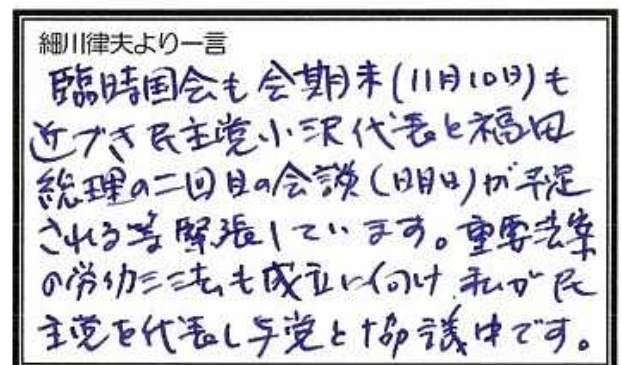 細川律夫より一言
臨時国会も会期末(11月10日)も
近づき民主党小沢代表と福田
総理の二回目の会談(明日)が予定
される等緊張しています。重要法案
の労働三法も成立に向け私が民
主党を代表し与党と協議中です。